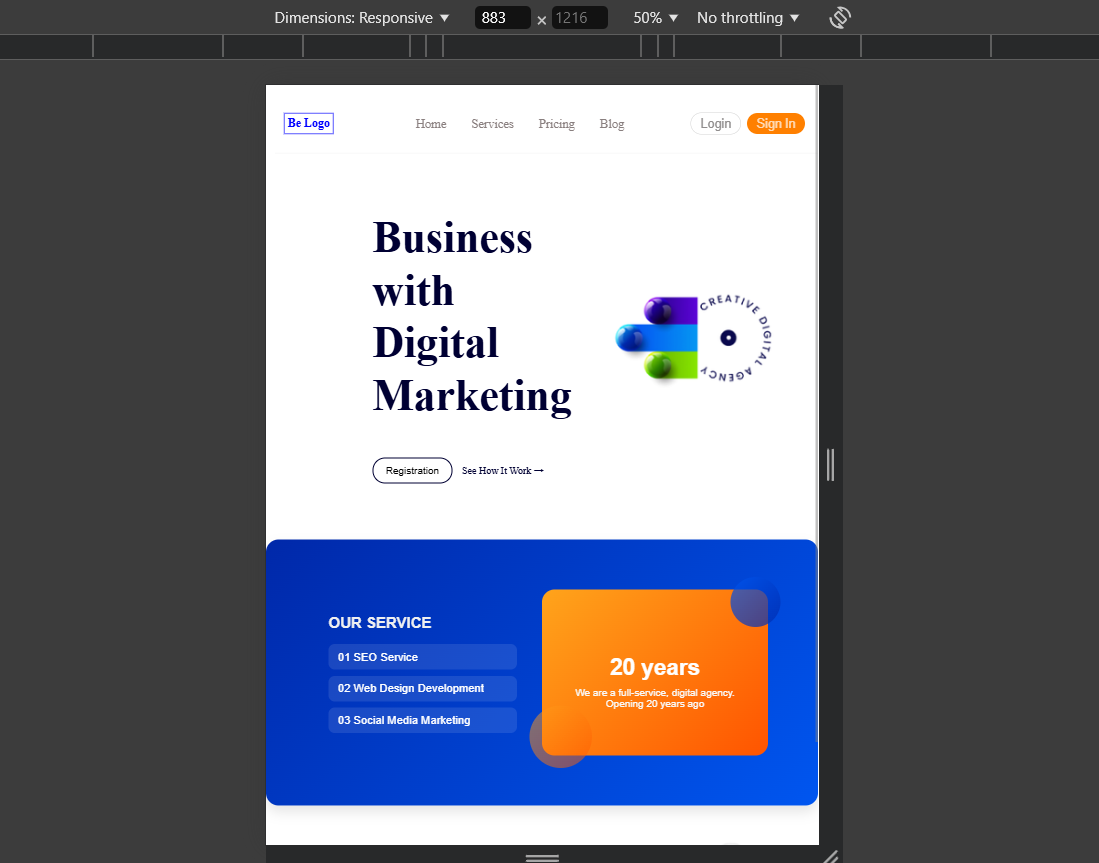 Dimensions: Responsive ▼ 883 × 1216 50% ▼ No throttling ▼
Be Logo Home Services Pricing Blog Login Sign In
Business
with
Digital
Marketing
CREATIVE DIGITAL AGENCY
Registration See How It Work →
OUR SERVICE
01 SEO Service
02 Web Design Development
03 Social Media Marketing
20 years
We are a full-service, digital agency.
Opening 20 years ago